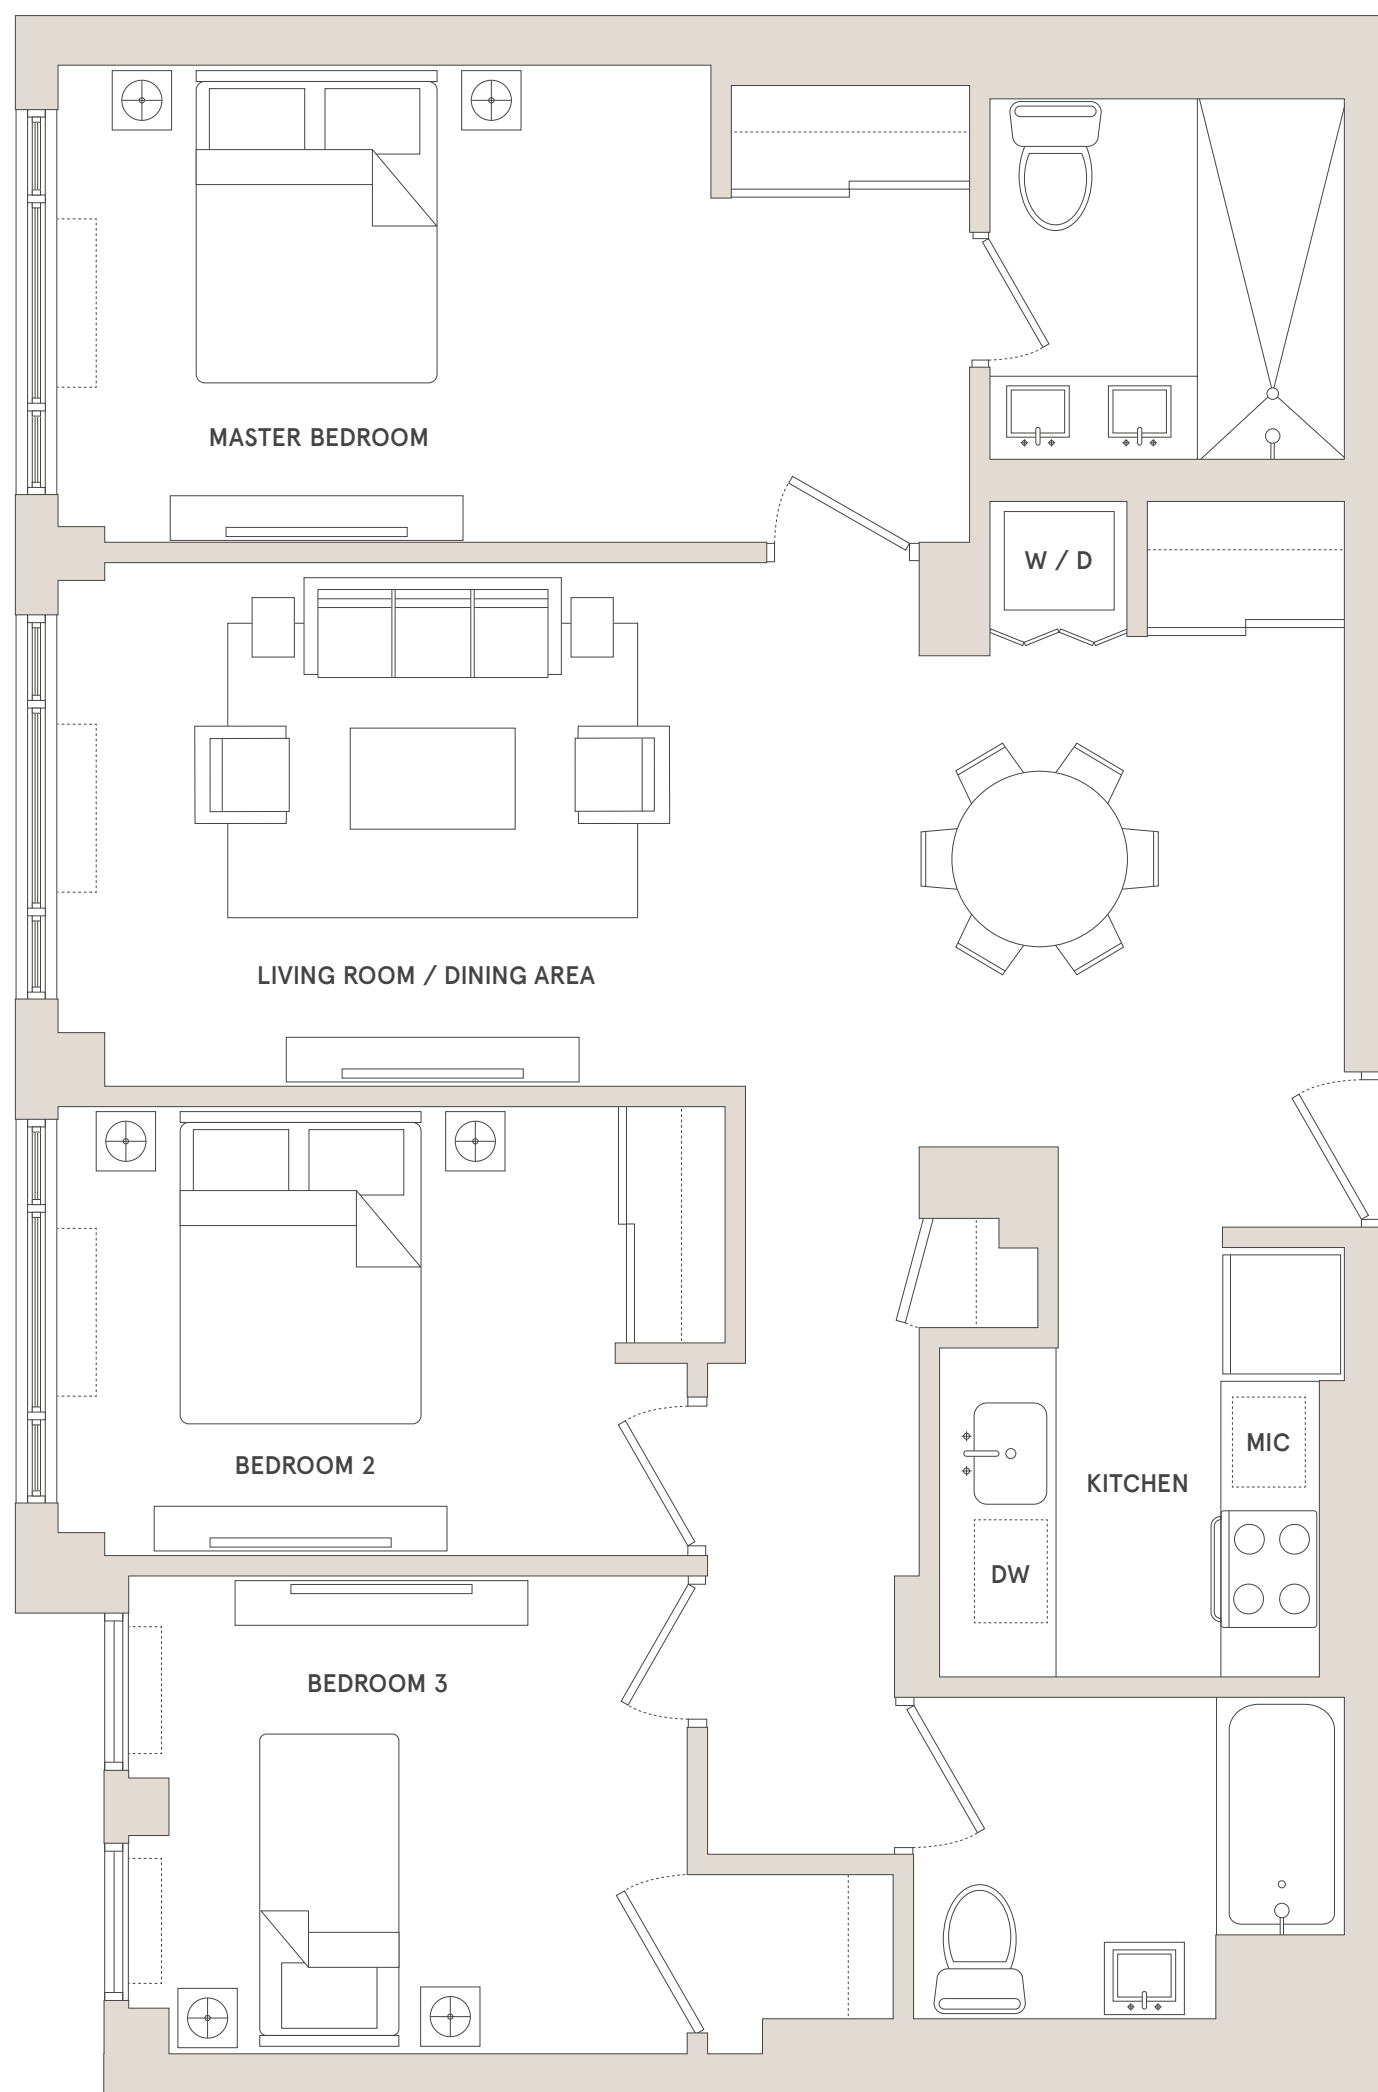 MASTER BEDROOM
W / D
LIVING ROOM / DINING AREA
BEDROOM 2
MIC
KITCHEN
DW
BEDROOM 3